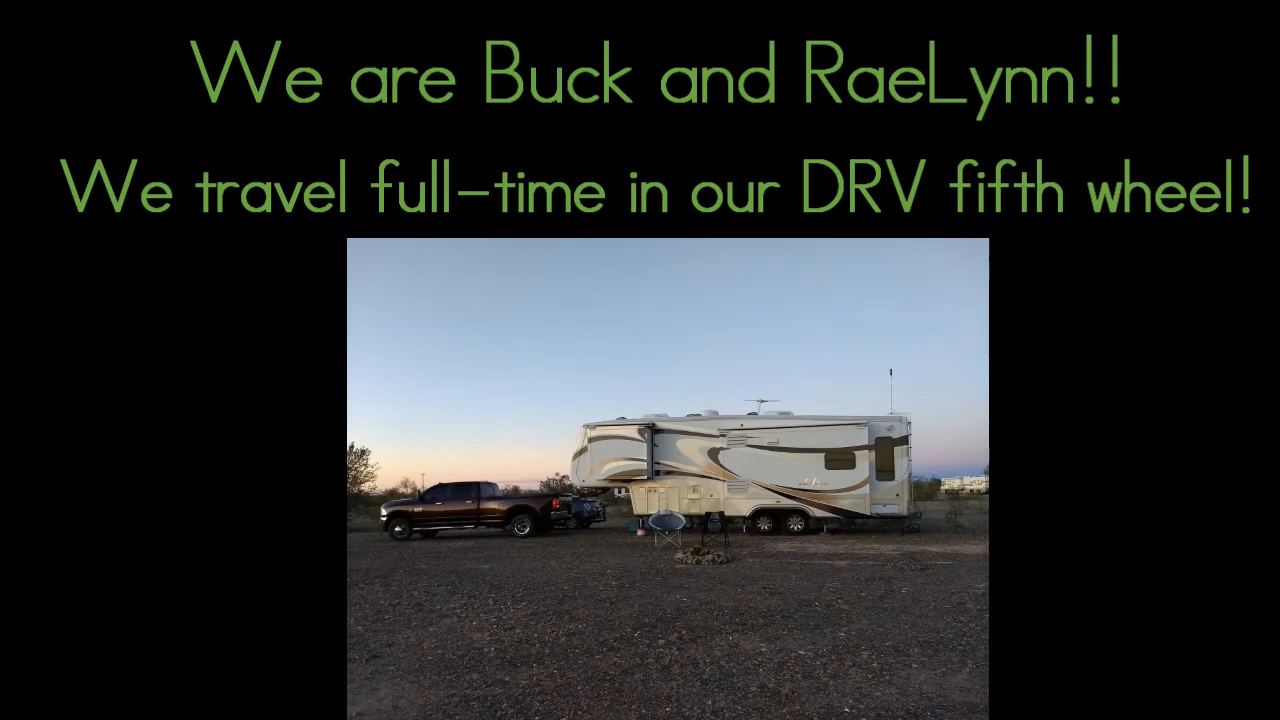 We are Buck and RaeLynn!!
We travel full-time in our DRV fifth wheel!